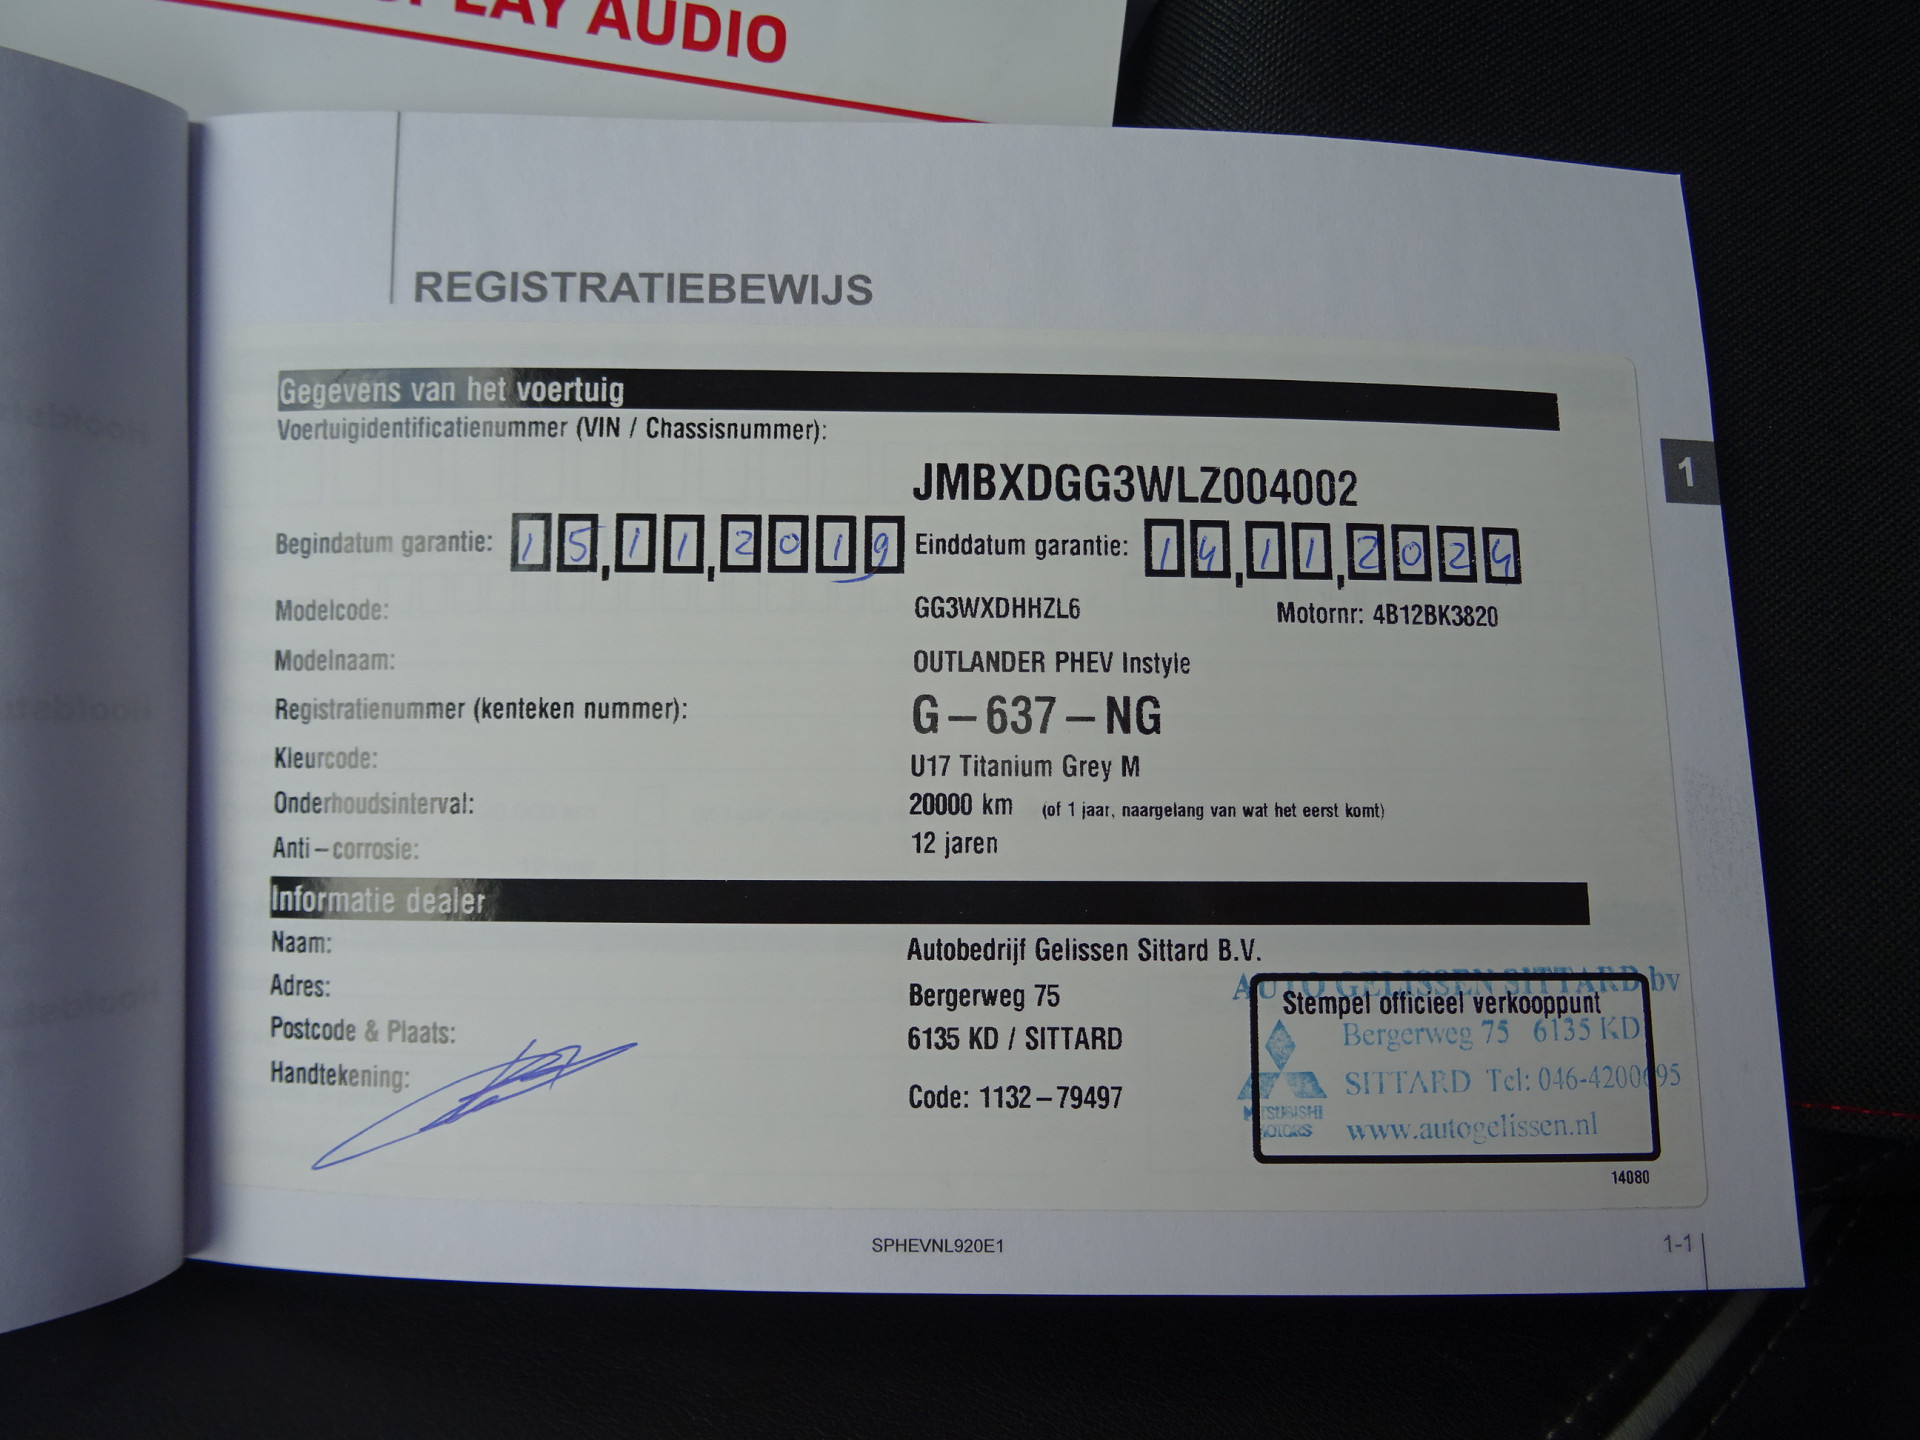 PLAY AUDIO
REGISTRATIEBEWIJS
Gegevens van het voertuig
Voertuigidentificatienummer (VIN / Chassisnummer):
JMBXDGG3WLZ004002
1
Begindatum garantie: 15,11,2019 Einddatum garantie: 14,11,2024
Modelcode: GG3WXDHHZL6 Motornr: 4B12BK3820
Modelnaam: OUTLANDER PHEV Instyle
Registratienummer (kenteken nummer): G-637-NG
Kleurcode: U17 Titanium Grey M
Onderhoudsinterval: 20000 km (of 1 jaar, naargelang van wat het eerst komt)
Anti-corrosie: 12 jaren
Informatie dealer
Naam: Autobedrijf Gelissen Sittard B.V.
Adres: Bergerweg 75
Postcode & Plaats: 6135 KD / SITTARD
Handtekening:
Code: 1132-79497
AUTO GELISSEN SITTARD bv
Stempel officieel verkooppunt
Bergerweg 75 6135 KD
SITTARD Tel: 046-4200695
MITSUBISHI
MOTORS
www.autogelissen.nl
14080
SPHEVNL920E1
1-1